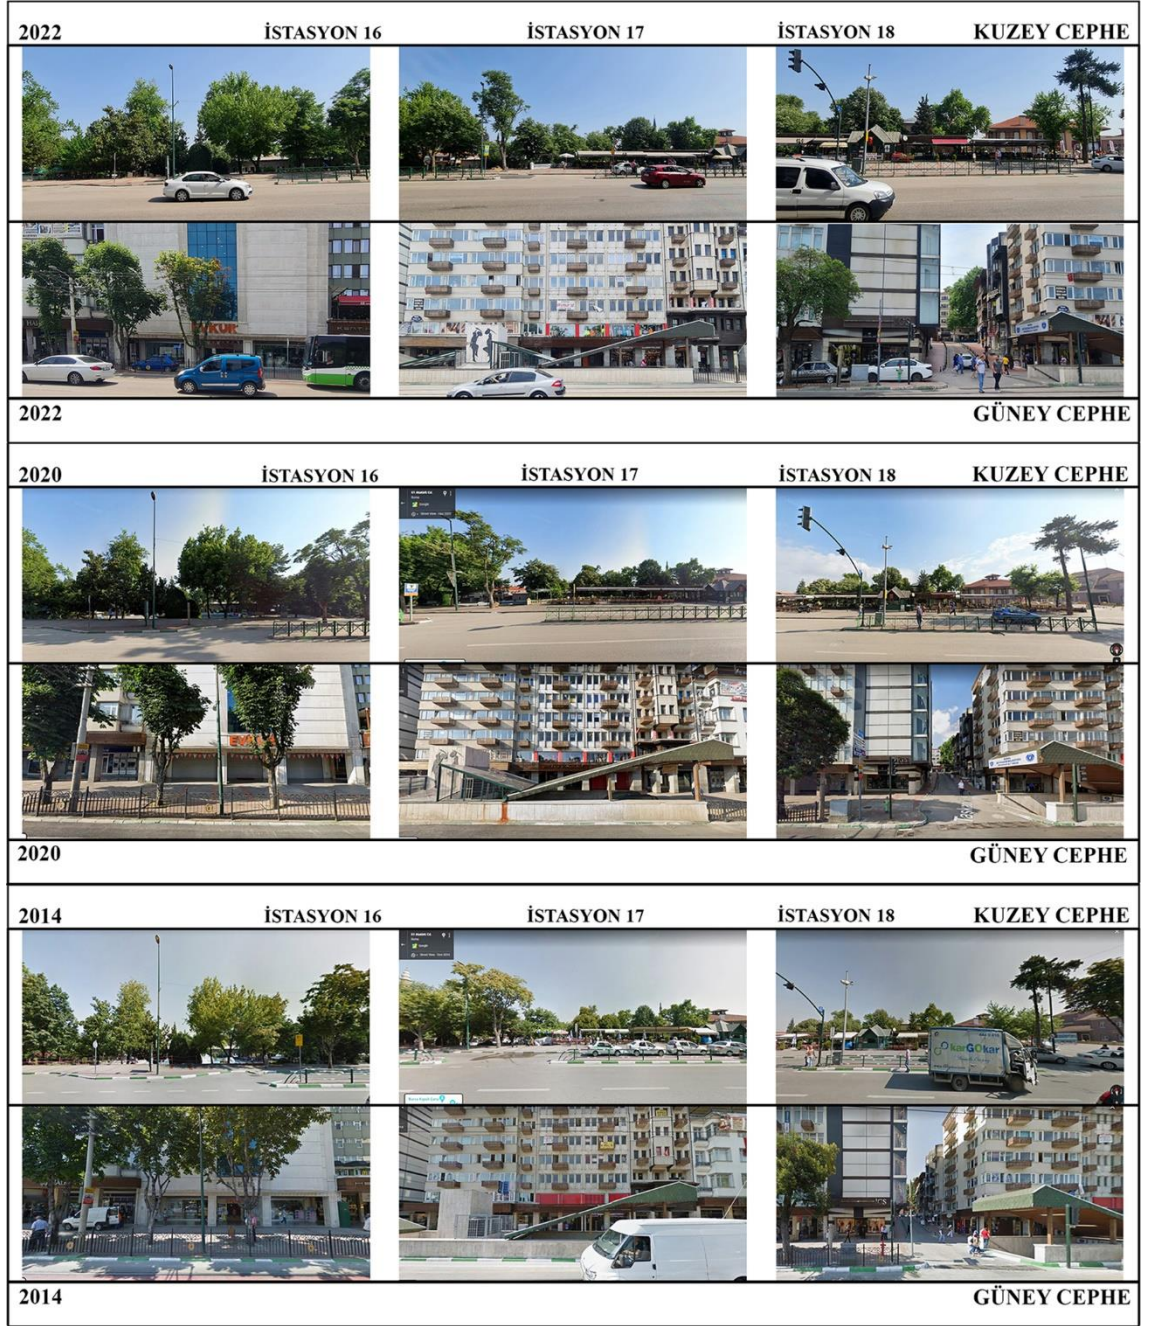 2022 İSTASYON 16 İSTASYON 17 İSTASYON 18 KUZEY CEPHE
2022 GÜNEY CEPHE
2020 İSTASYON 16 İSTASYON 17 İSTASYON 18 KUZEY CEPHE
2020 GÜNEY CEPHE
2014 İSTASYON 16 İSTASYON 17 İSTASYON 18 KUZEY CEPHE
karGOkar
2014 GÜNEY CEPHE